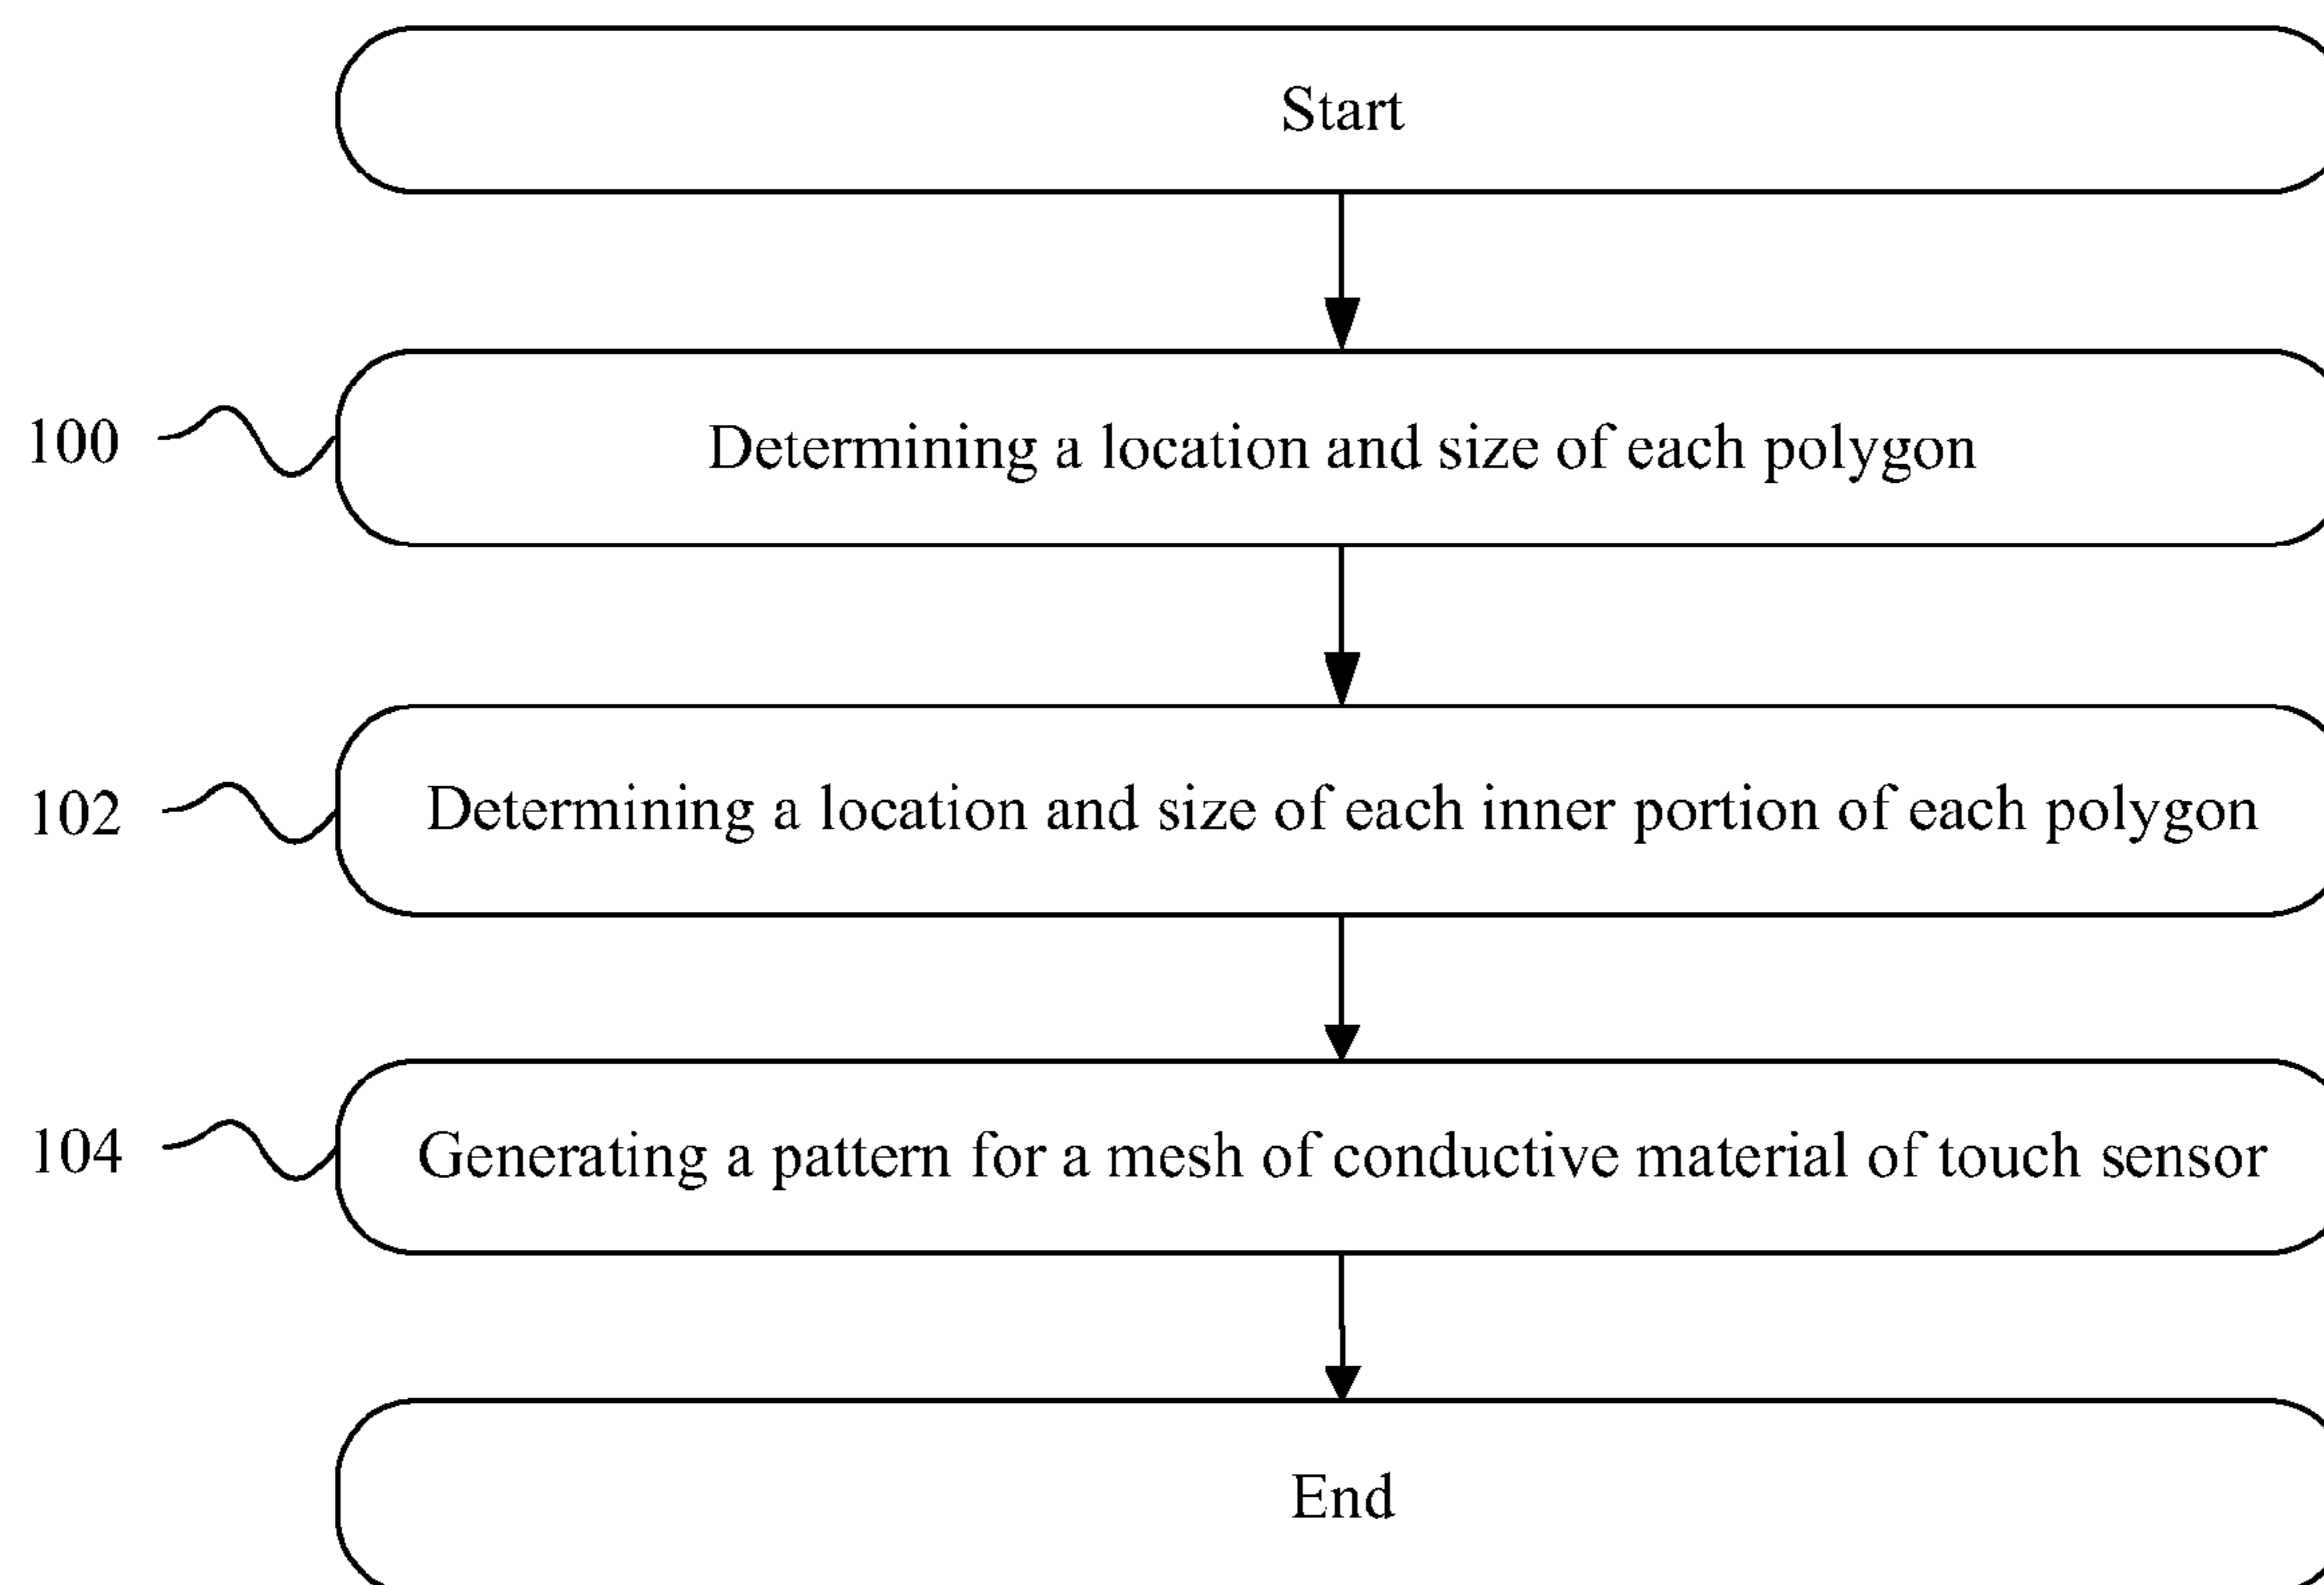 Start
100
Determining a location and size of each polygon
102
Determining a location and size of each inner portion of each polygon
104
Generating a pattern for a mesh of conductive material of touch sensor
End